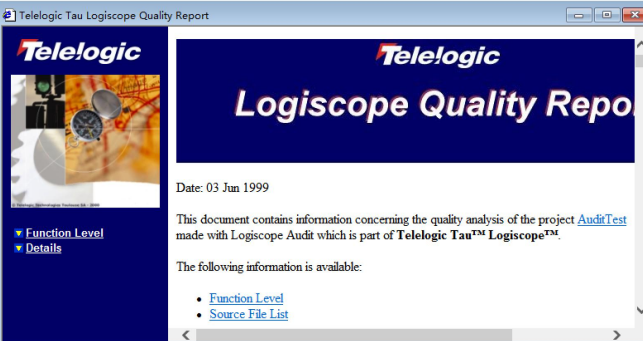 Telelogic Tau Logiscope Quality Report
Telelogic
Telelogic
Logiscope Quality Repo
Date: 03 Jun 1999
This document contains information concerning the quality analysis of the project AuditTest
made with Logiscope Audit which is part of Telelogic Tau™ Logiscope™.
Function Level
Details
The following information is available:
• Function Level
• Source File List